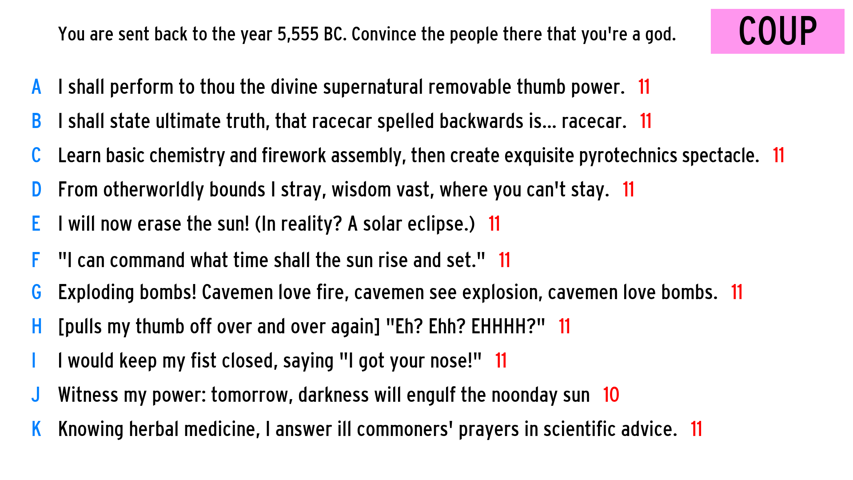 You are sent back to the year 5,555 BC. Convince the people there that you're a god.
COUP
A I shall perform to thou the divine supernatural removable thumb power. 11
B I shall state ultimate truth, that racecar spelled backwards is... racecar. 11
C Learn basic chemistry and firework assembly, then create exquisite pyrotechnics spectacle. 11
D From otherworldly bounds I stray, wisdom vast, where you can't stay. 11
E I will now erase the sun! (In reality? A solar eclipse.) 11
F "I can command what time shall the sun rise and set." 11
G Exploding bombs! Cavemen love fire, cavemen see explosion, cavemen love bombs. 11
H [pulls my thumb off over and over again] "Eh? Ehh? EHHHH?" 11
I I would keep my fist closed, saying "I got your nose!" 11
J Witness my power: tomorrow, darkness will engulf the noonday sun 10
K Knowing herbal medicine, I answer ill commoners' prayers in scientific advice. 11